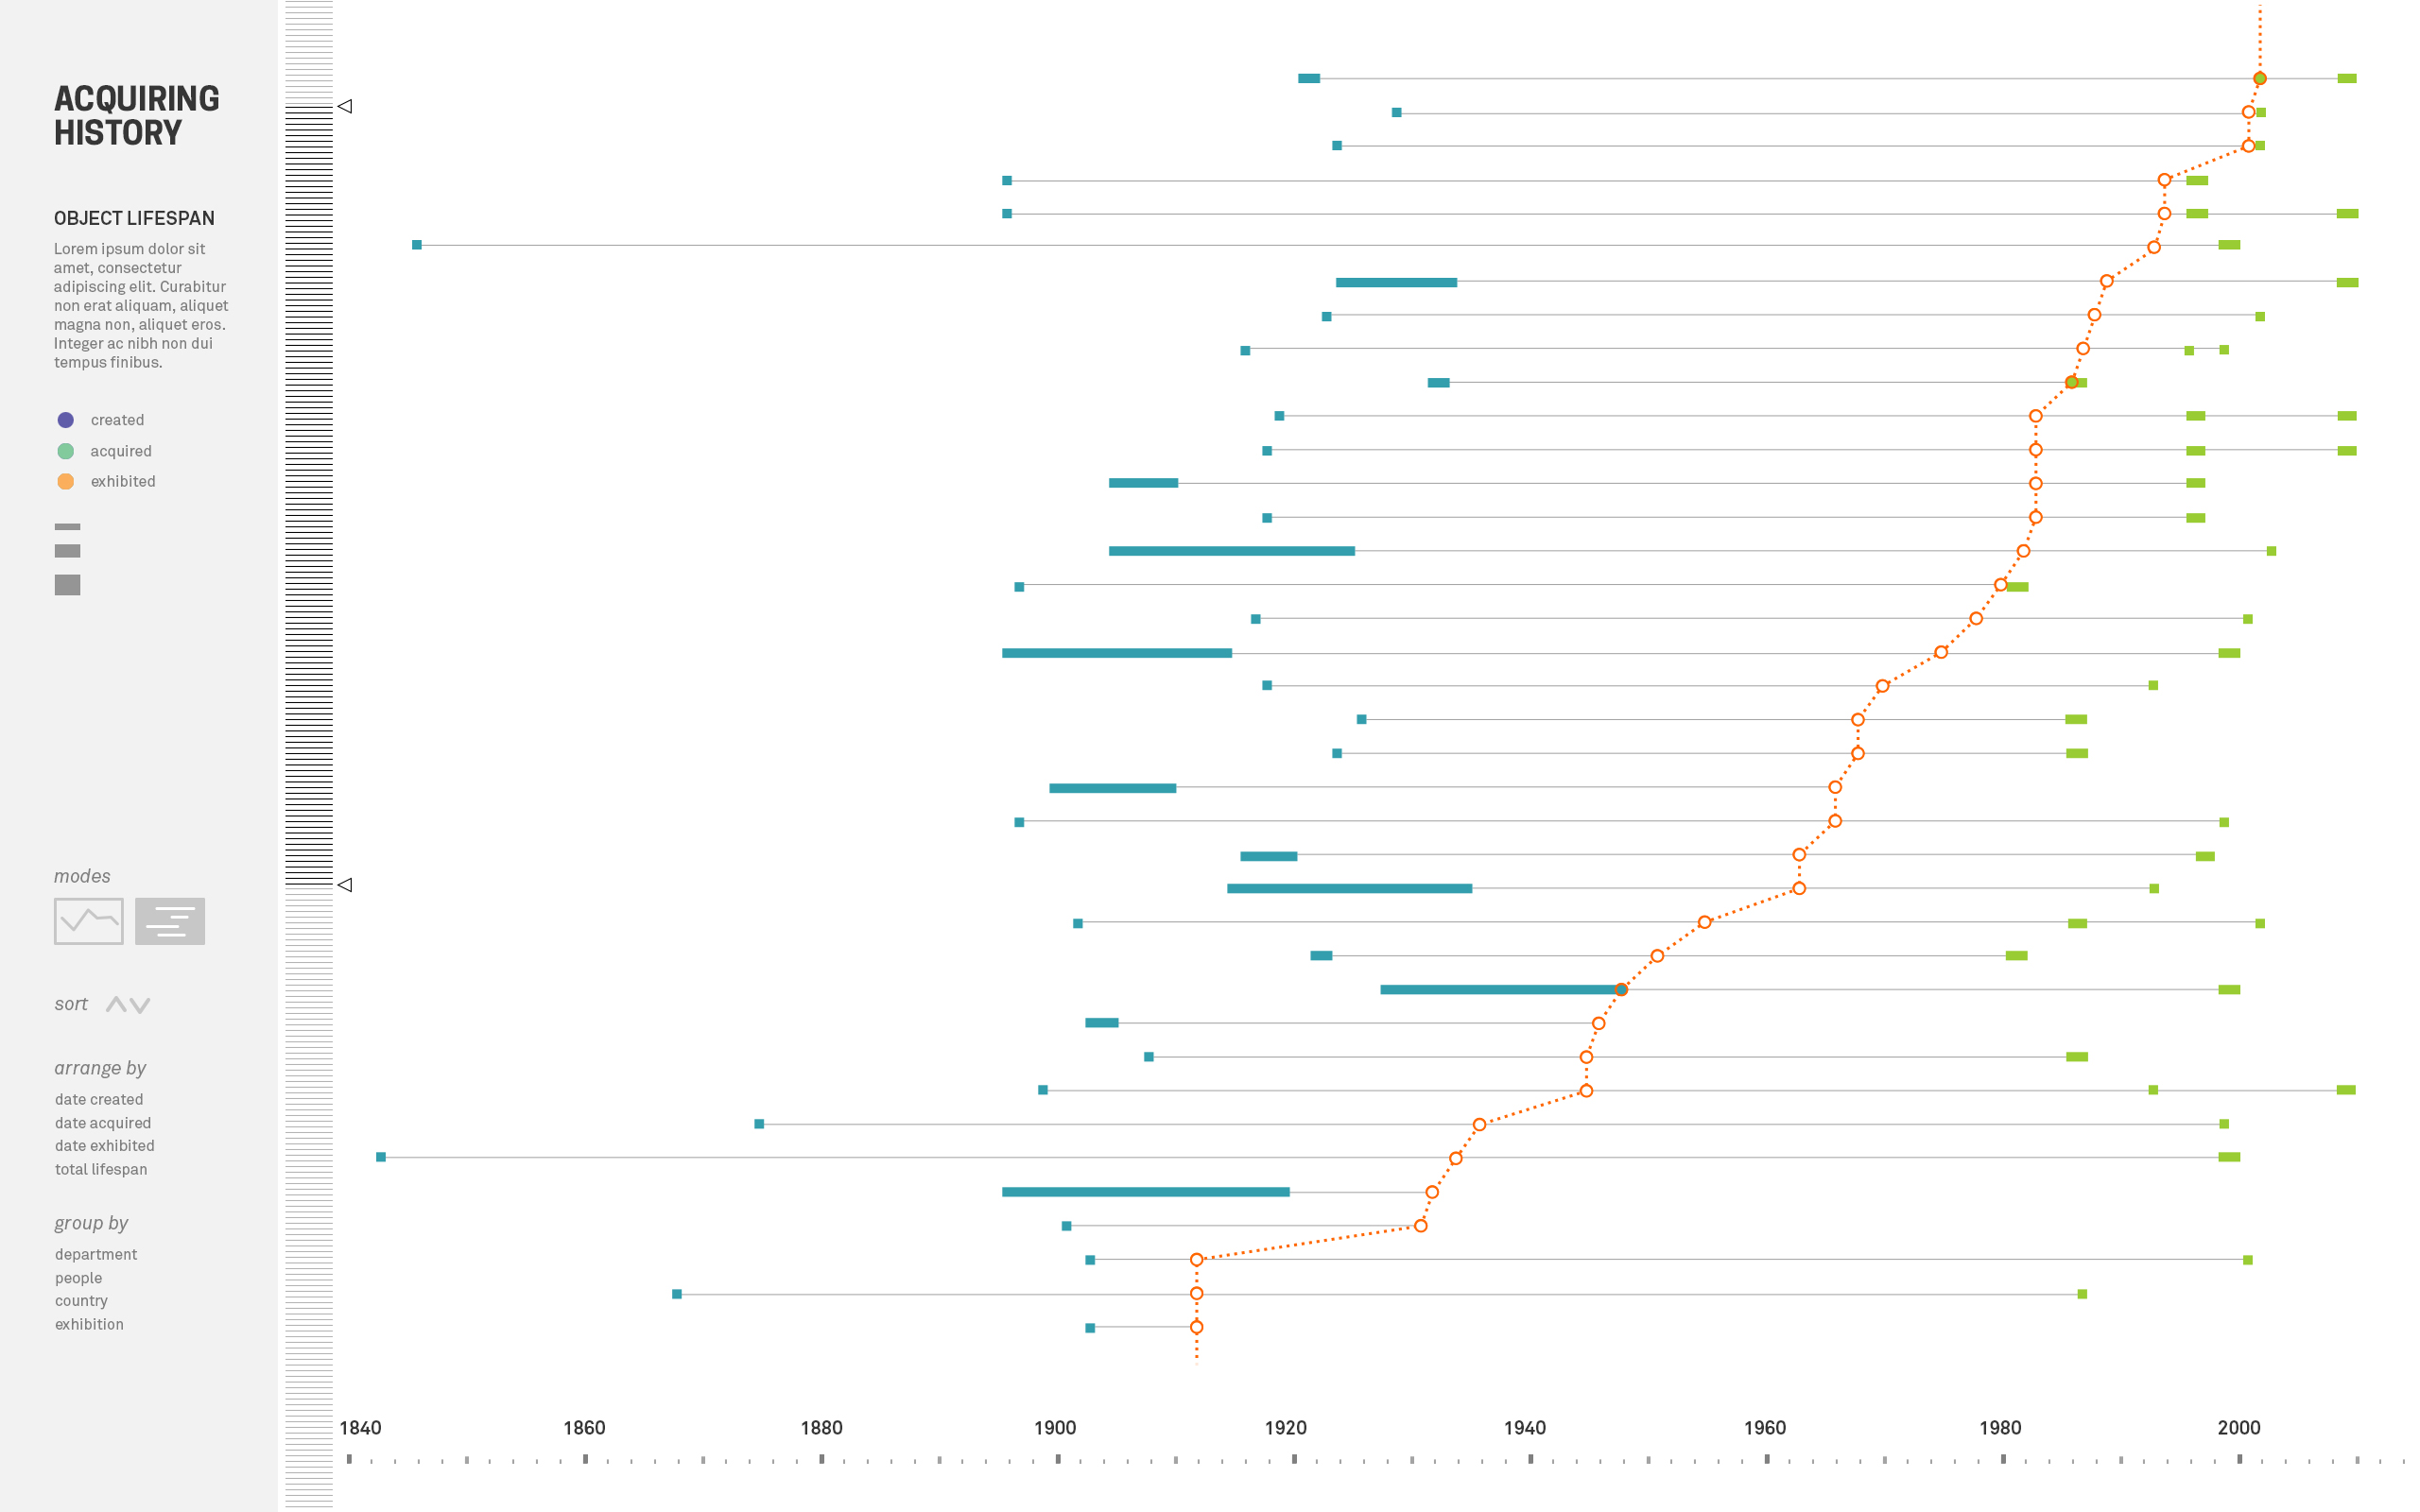 ACQUIRING
HISTORY
OBJECT LIFESPAN
Lorem ipsum dolor sit
amet, consectetur
adipiscing elit. Curabitur
non erat aliquam, aliquet
magna non, aliquet eros.
Integer ac nibh non dui
tempus finibus.
created
acquired
exhibited
modes
sort
arrange by
date created
date acquired
date exhibited
total lifespan
group by
department
people
country
exhibition
1840 1860 1880 1900 1920 1940 1960 1980 2000